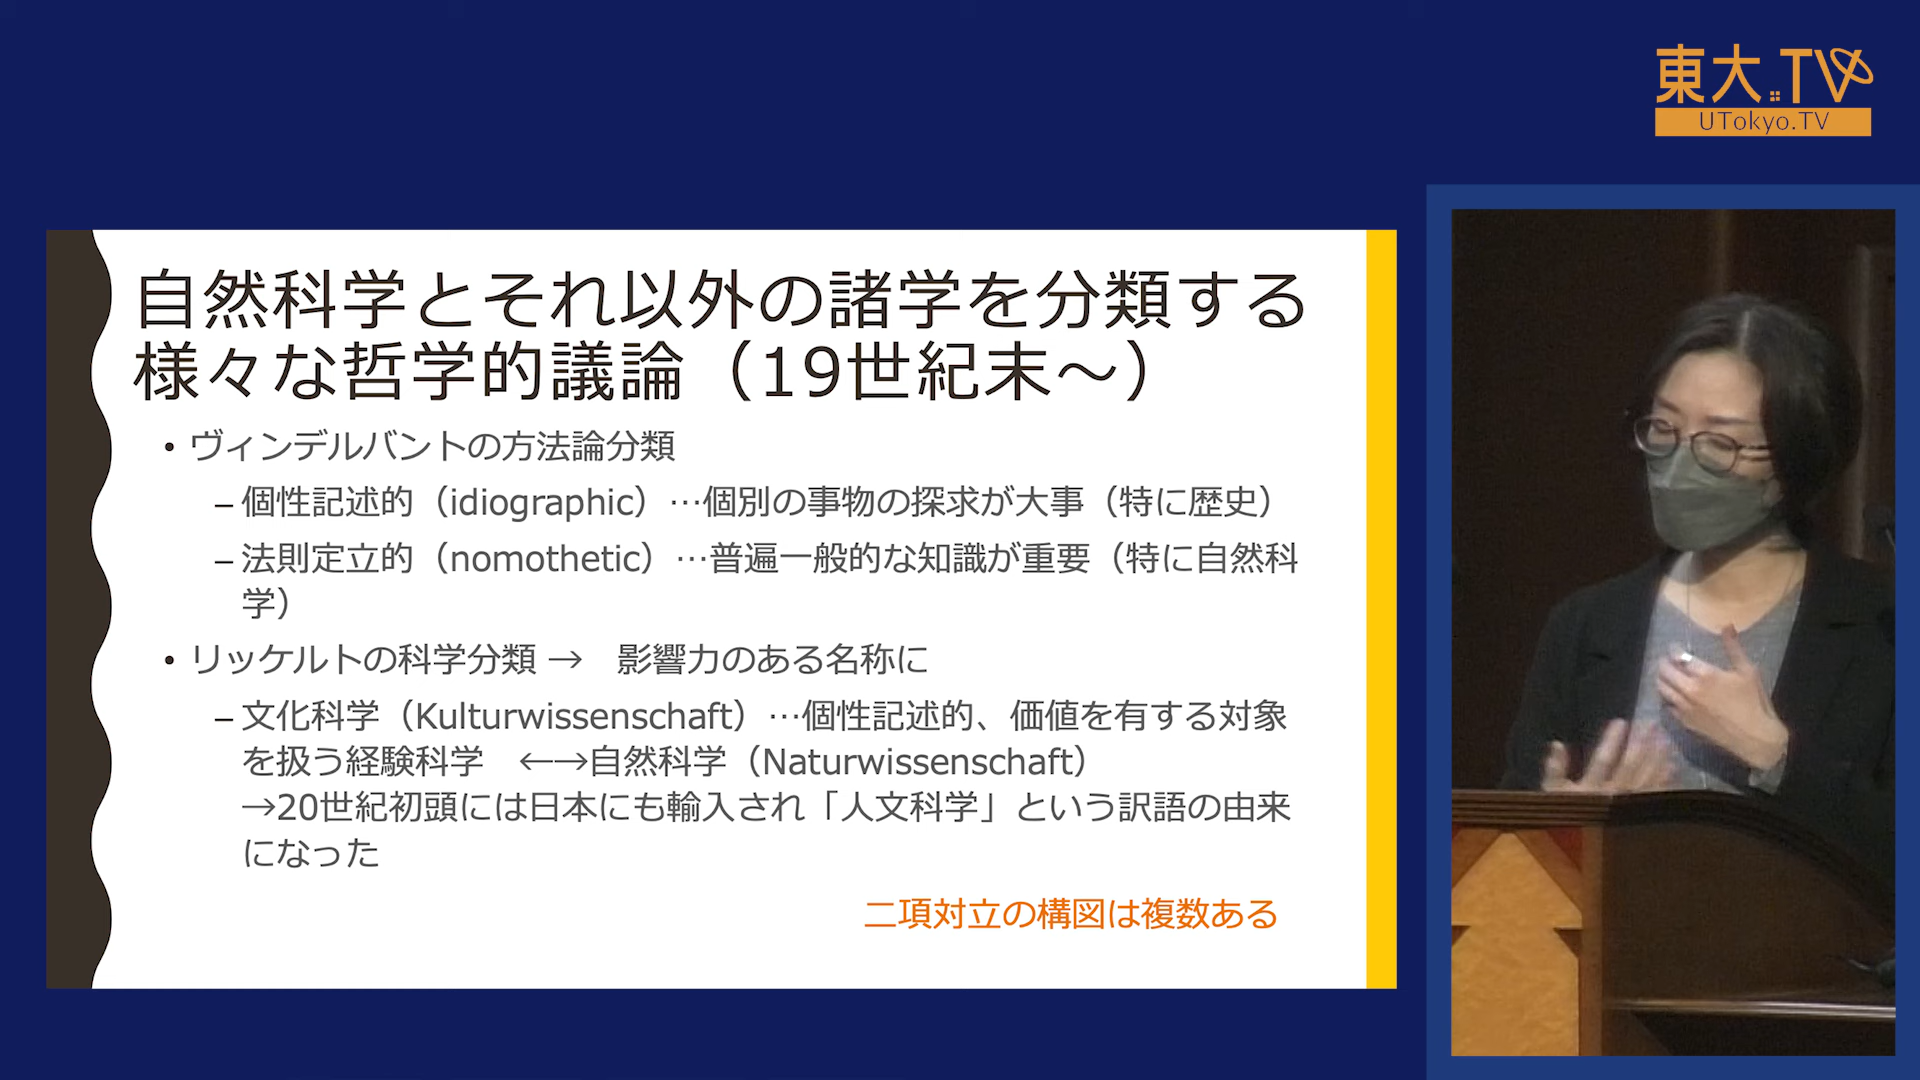 東大TV
UTokyo.TV
自然科学とそれ以外の諸学を分類する
様々な哲学的議論（19世紀末～）
• ヴィンデルバントの方法論分類
– 個性記述的（idiographic）…個別の事物の探求が大事（特に歴史）
– 法則定立的（nomothetic）…普遍一般的な知識が重要（特に自然科
学）
• リッケルトの科学分類 →　影響力のある名称に
– 文化科学（Kulturwissenschaft）…個性記述的、価値を有する対象
を扱う経験科学　←→自然科学（Naturwissenschaft）
→20世紀初頭には日本にも輸入され「人文科学」という訳語の由来
になった
二項対立の構図は複数ある